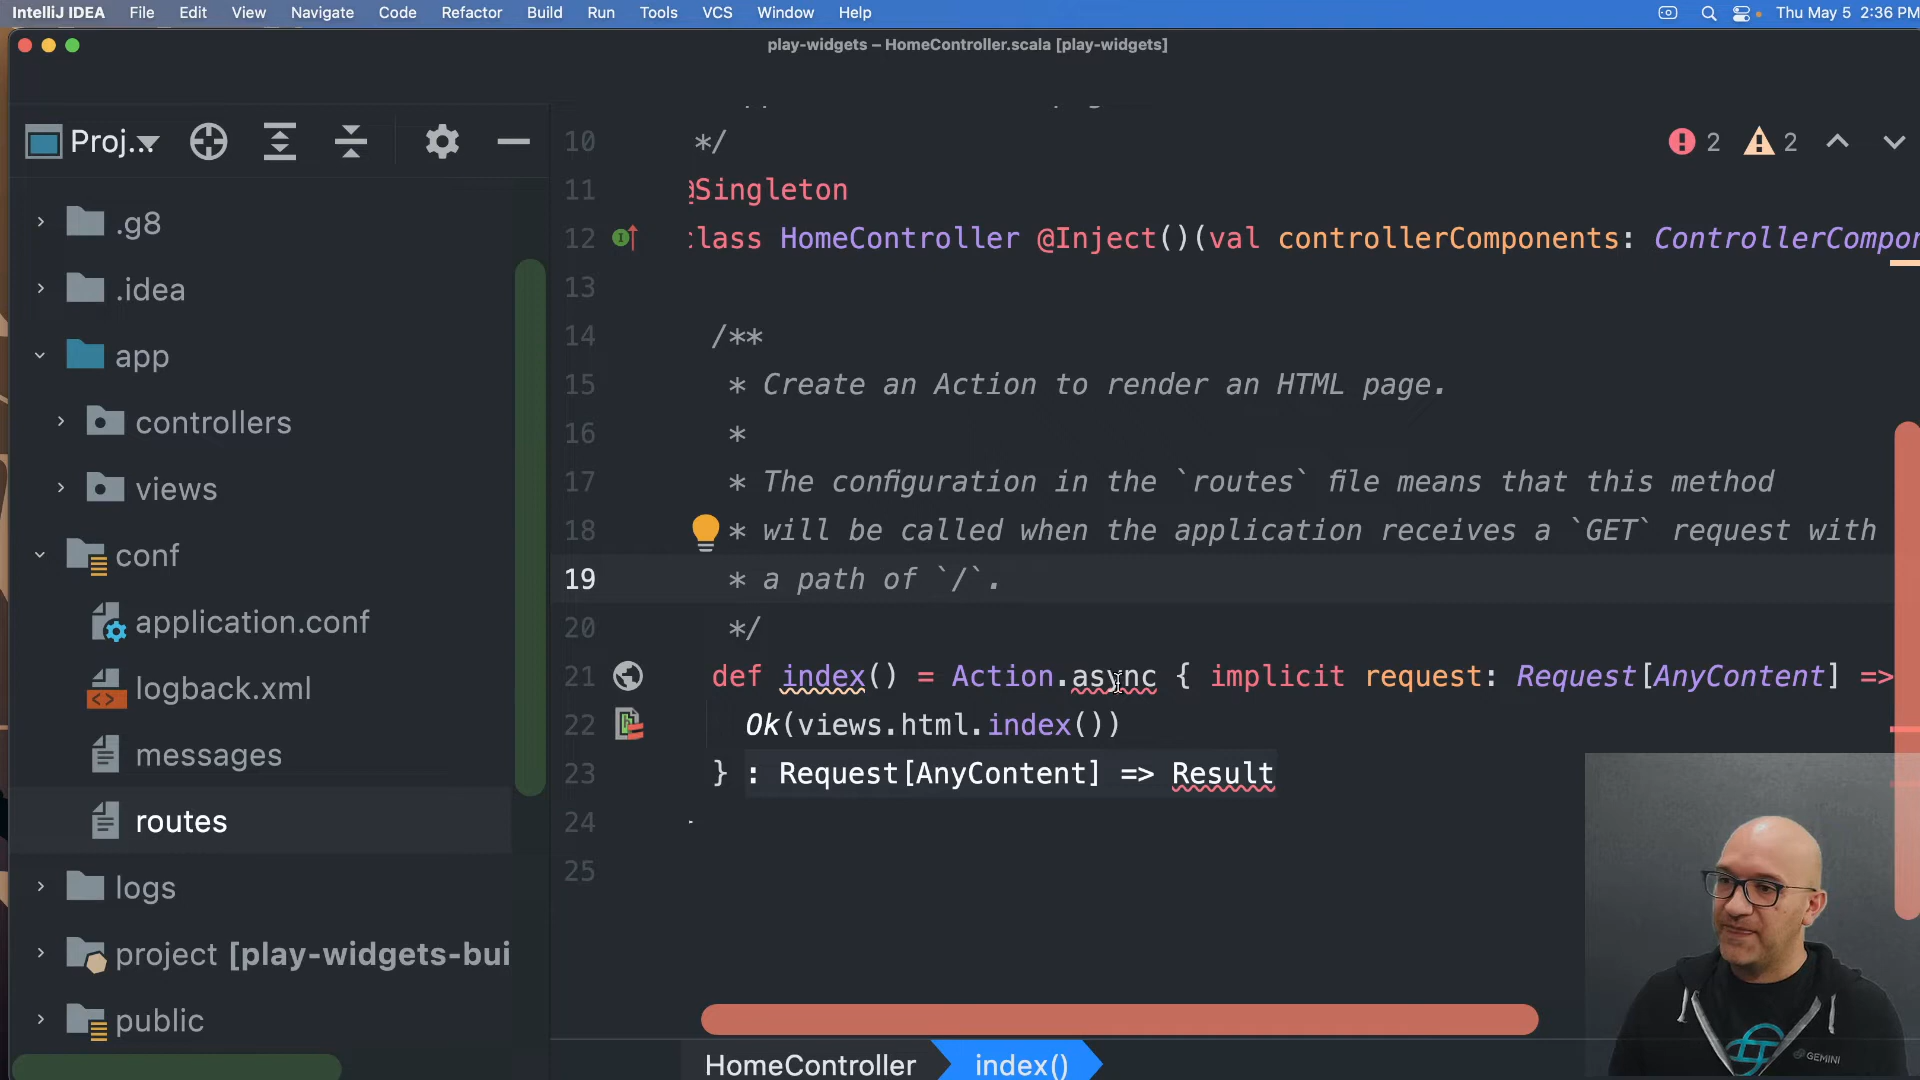 IntelliJ IDEA File Edit View Navigate Code Refactor Build Run Tools VCS Window Help Thu May 5 2:36 PM
play-widgets – HomeController.scala [play-widgets]
Proj...
2 2
.g8
.idea
app
controllers
views
conf
application.conf
logback.xml
messages
routes
logs
project [play-widgets-bui
public
10 */
11 @Singleton
12 class HomeController @Inject()(val controllerComponents: ControllerCompon
13
14 /**
15 * Create an Action to render an HTML page.
16 *
17 * The configuration in the `routes` file means that this method
18 * will be called when the application receives a `GET` request with
19 * a path of `/`.
20 */
21 def index() = Action.async { implicit request: Request[AnyContent] =>
22 Ok(views.html.index())
23 } : Request[AnyContent] => Result
24
25
HomeController index()
GEMINI